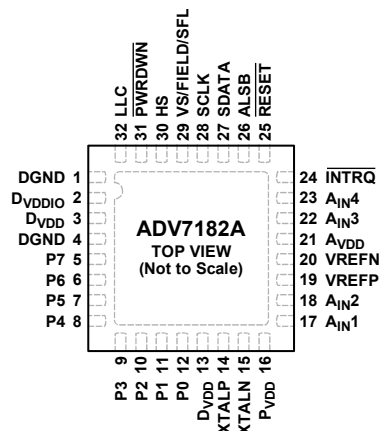 32 LLC
31 PWRDWN
30 HS
29 VS/FIELD/SFL
28 SCLK
27 SDATA
26 ALSB
25 RESET
DGND 1
DVDDIO 2
DVDD 3
DGND 4
P7 5
P6 6
P5 7
P4 8
ADV7182A
TOP VIEW
(Not to Scale)
24 INTRQ
23 AIN4
22 AIN3
21 AVDD
20 VREFN
19 VREFP
18 AIN2
17 AIN1
P3 9
P2 10
P1 11
P0 12
DVDD 13
XTALP 14
XTALN 15
PVDD 16